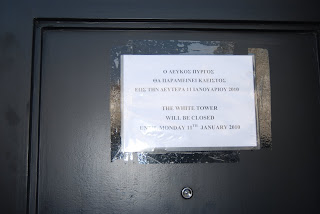 Ο ΛΕΥΚΟΣ ΠΥΡΓΟΣ
ΘΑ ΠΑΡΑΜΕΙΝΕΙ ΚΛΕΙΣΤΟΣ
ΕΩΣ ΤΗΝ ΔΕΥΤΕΡΑ 11 ΙΑΝΟΥΑΡΙΟΥ 2010
THE WHITE TOWER
WILL BE CLOSED
MONDAY 11TH JANUARY 2010